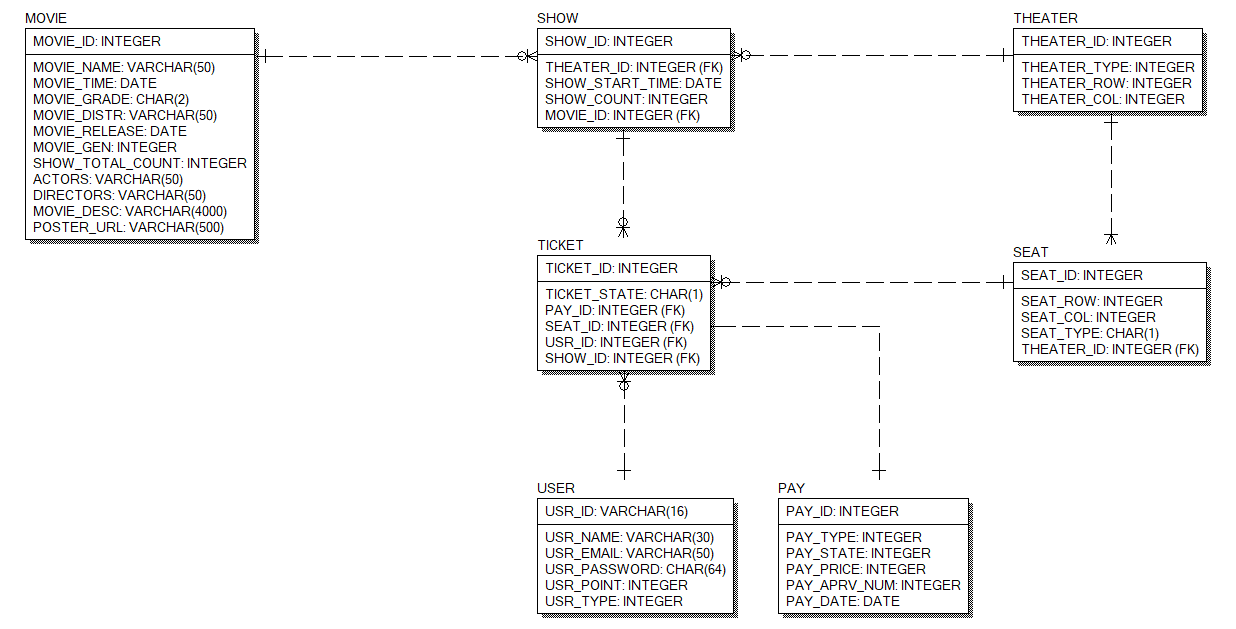 MOVIE
MOVIE_ID: INTEGER
MOVIE_NAME: VARCHAR(50)
MOVIE_TIME: DATE
MOVIE_GRADE: CHAR(2)
MOVIE_DISTR: VARCHAR(50)
MOVIE_RELEASE: DATE
MOVIE_GEN: INTEGER
SHOW_TOTAL_COUNT: INTEGER
ACTORS: VARCHAR(50)
DIRECTORS: VARCHAR(50)
MOVIE_DESC: VARCHAR(4000)
POSTER_URL: VARCHAR(500)
SHOW
SHOW_ID: INTEGER
THEATER_ID: INTEGER (FK)
SHOW_START_TIME: DATE
SHOW_COUNT: INTEGER
MOVIE_ID: INTEGER (FK)
THEATER
THEATER_ID: INTEGER
THEATER_TYPE: INTEGER
THEATER_ROW: INTEGER
THEATER_COL: INTEGER
TICKET
TICKET_ID: INTEGER
TICKET_STATE: CHAR(1)
PAY_ID: INTEGER (FK)
SEAT_ID: INTEGER (FK)
USR_ID: INTEGER (FK)
SHOW_ID: INTEGER (FK)
SEAT
SEAT_ID: INTEGER
SEAT_ROW: INTEGER
SEAT_COL: INTEGER
SEAT_TYPE: CHAR(1)
THEATER_ID: INTEGER (FK)
USER
USR_ID: VARCHAR(16)
USR_NAME: VARCHAR(30)
USR_EMAIL: VARCHAR(50)
USR_PASSWORD: CHAR(64)
USR_POINT: INTEGER
USR_TYPE: INTEGER
PAY
PAY_ID: INTEGER
PAY_TYPE: INTEGER
PAY_STATE: INTEGER
PAY_PRICE: INTEGER
PAY_APRV_NUM: INTEGER
PAY_DATE: DATE